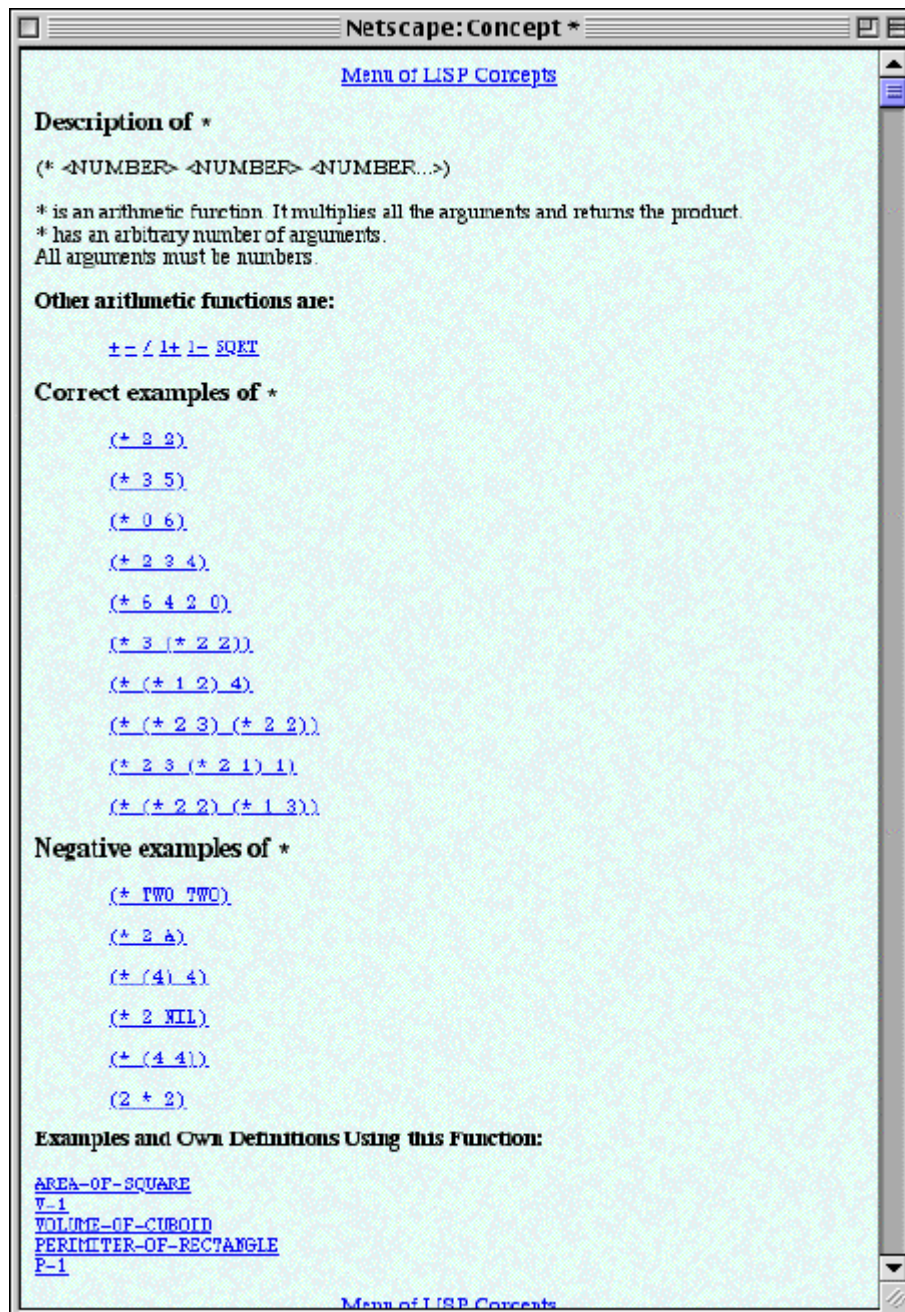 Netscape: Concept *
Menu of LISP Concepts
Description of *
(* <NUMBER> <NUMBER> <NUMBER...>)
* is an arithmetic function. It multiplies all the arguments and returns the product.
* has an arbitrary number of arguments.
All arguments must be numbers.
Other arithmetic functions are:
+ - / 1+ 1- SQRT
Correct examples of *
(* 2 2)
(* 3 5)
(* 0 6)
(* 2 3 4)
(* 6 4 2 0)
(* 3 (* 2 2))
(* (* 1 2) 4)
(* (* 2 3) (* 2 2))
(* 2 3 (* 2 1) 1)
(* (* 2 2) (* 1 3))
Negative examples of *
(* TWO TWO)
(* 2 A)
(* (4) 4)
(* 2 NIL)
(* (4 4))
(2 * 2)
Examples and Own Definitions Using this Function:
AREA-OF-SQUARE
V-1
VOLUME-OF-CUBOID
PERIMITER-OF-RECTANGLE
P-1
Menu of LISP Concepts